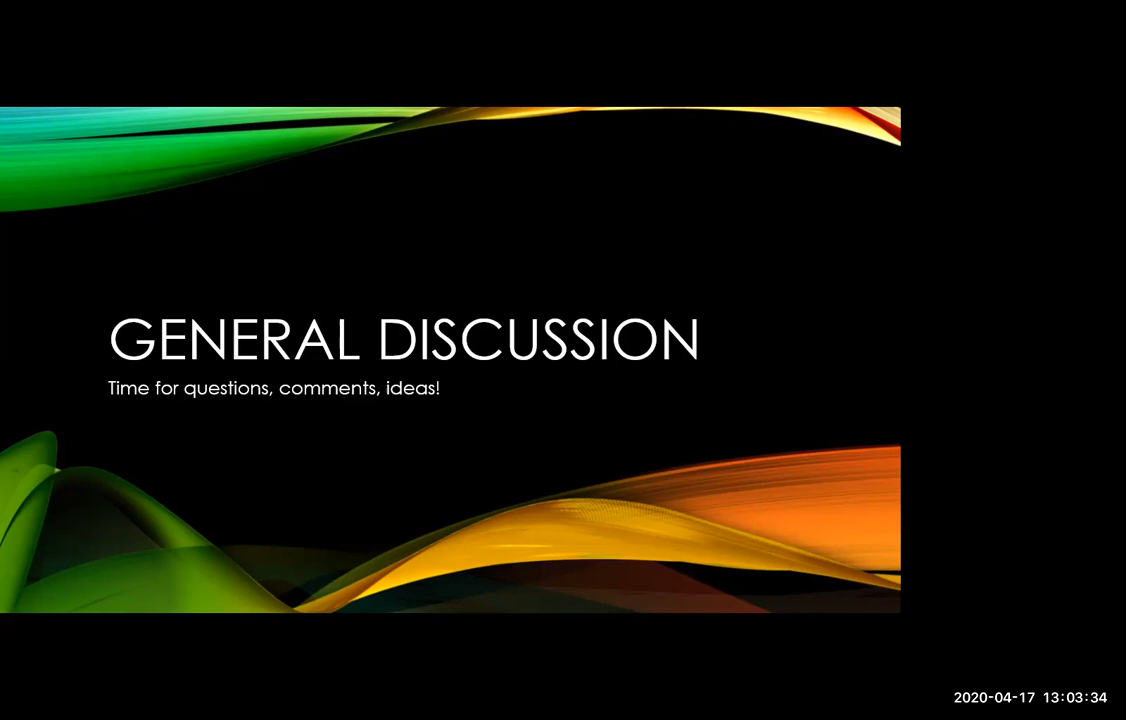 GENERAL DISCUSSION
Time for questions, comments, ideas!
2020-04-17 13:03:34